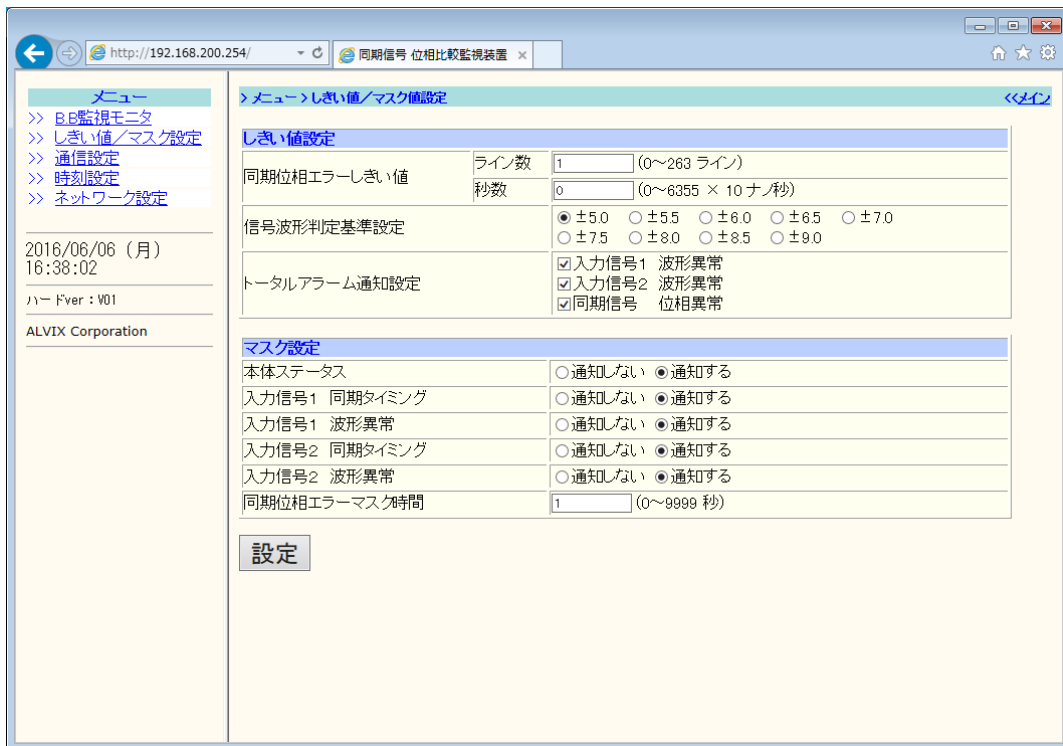 http://192.168.200.254/
同期信号 位相比較監視装置
メニュー
>> B.B監視モニタ
>> しきい値/マスク設定
>> 通信設定
>> 時刻設定
>> ネットワーク設定
2016/06/06 (月)
16:38:02
ハードver:V01
ALVIX Corporation
> メニュー > しきい値/マスク値設定 <<メイン
しきい値設定
同期位相エラーしきい値 ライン数 1 (0~263 ライン)
秒数 0 (0~6355 × 10 ナノ秒)
信号波形判定基準設定 ±5.0 ±5.5 ±6.0 ±6.5 ±7.0
±7.5 ±8.0 ±8.5 ±9.0
トータルアラーム通知設定 入力信号1 波形異常
入力信号2 波形異常
同期信号 位相異常
マスク設定
本体ステータス 通知しない 通知する
入力信号1 同期タイミング 通知しない 通知する
入力信号1 波形異常 通知しない 通知する
入力信号2 同期タイミング 通知しない 通知する
入力信号2 波形異常 通知しない 通知する
同期位相エラーマスク時間 1 (0~9999 秒)
設定